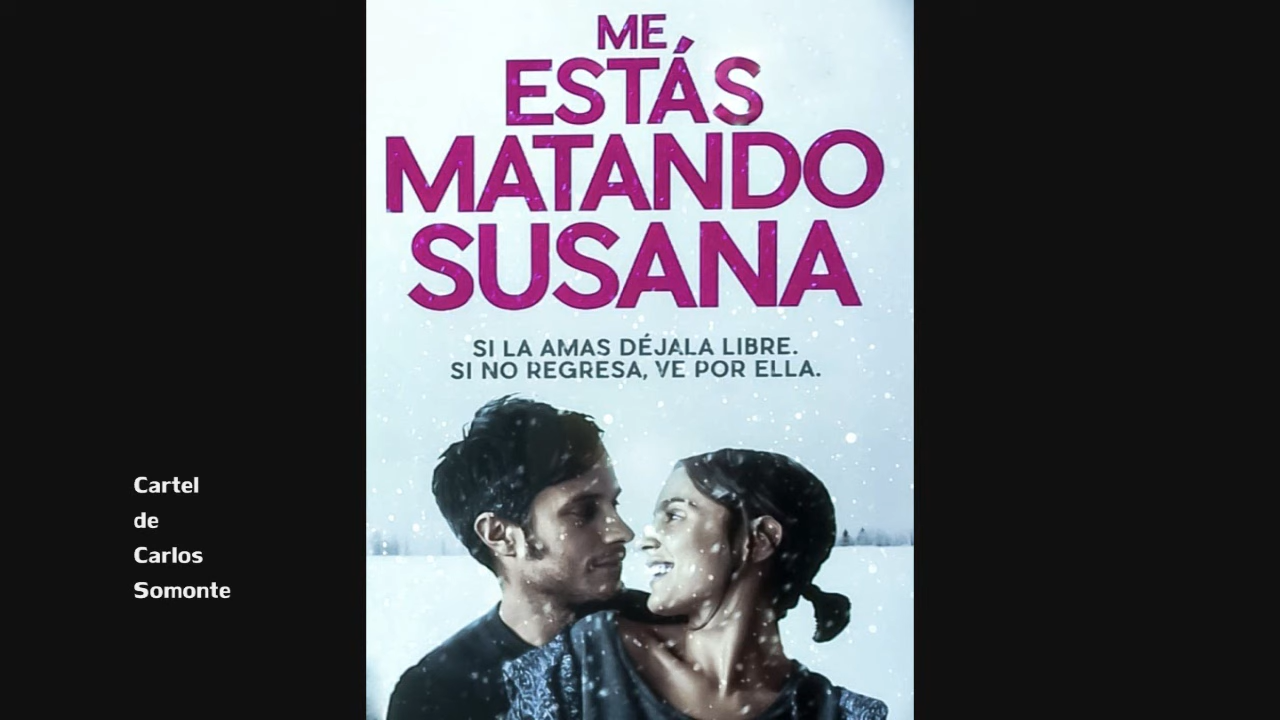 ME
ESTÁS
MATANDO
SUSANA
SI LA AMAS DÉJALA LIBRE.
SI NO REGRESA, VE POR ELLA.
Cartel
de
Carlos
Somonte